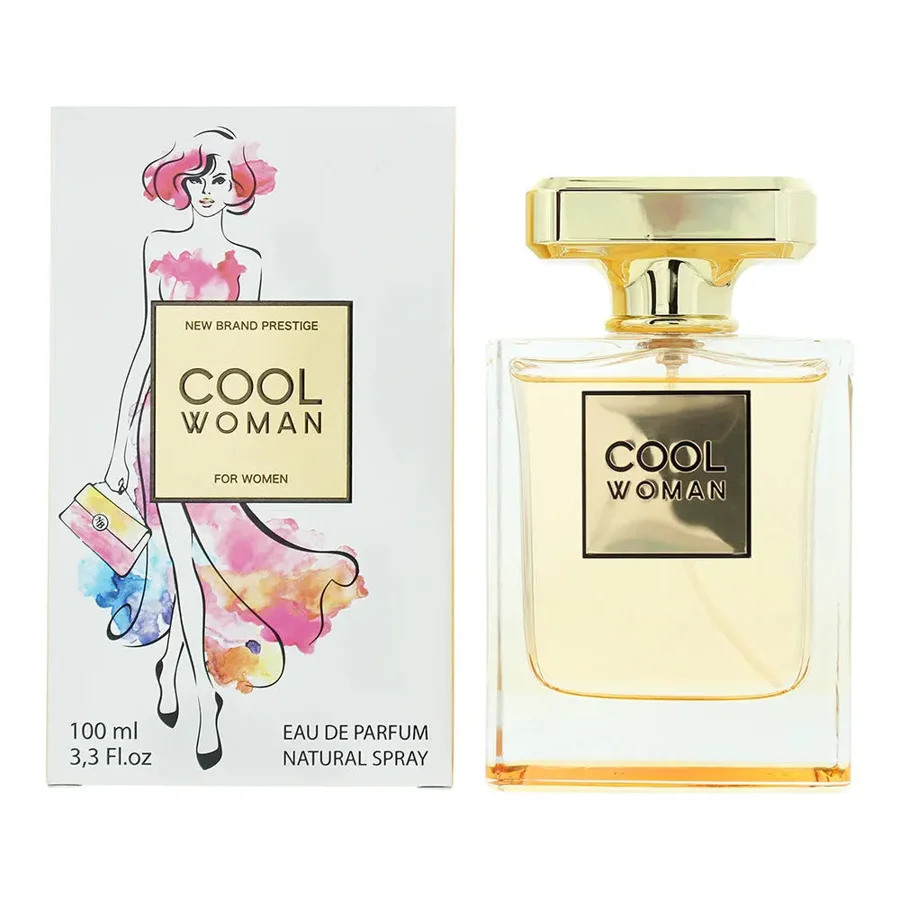 NEW BRAND PRESTIGE
COOL
WOMAN
FOR WOMEN
100 ml
3,3 Fl.oz
EAU DE PARFUM
NATURAL SPRAY
COOL
WOMAN